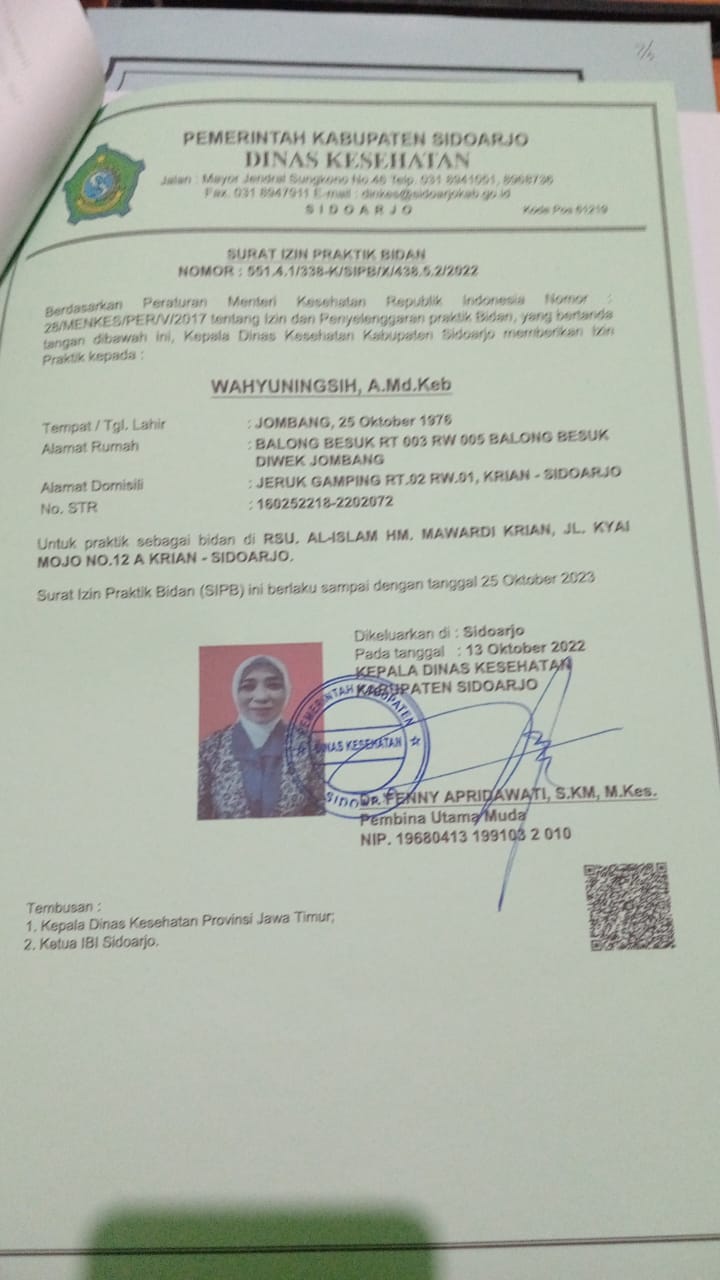 PEMERINTAH KABUPATEN SIDOARJO
DINAS KESEHATAN
Jalan : Mayor Jendral Sungkono No.46 Telp. 031 8941051, 8968736
Fax. 031 8947911 E-mail : dinkes@sidoarjokab.go.id
S I D O A R J O
Kode Pos 61219
SURAT IZIN PRAKTIK BIDAN
NOMOR : 551.4.1/338-K/SIPB/X/438.5.2/2022
Berdasarkan Peraturan Menteri Kesehatan Republik Indonesia Nomor :
28/MENKES/PER/V/2017 tentang Izin dan Penyelenggaran praktik Bidan, yang bertanda
tangan dibawah ini, Kepala Dinas Kesehatan Kabupaten Sidoarjo memberikan Izin
Praktik kepada :
WAHYUNINGSIH, A.Md.Keb
Tempat / Tgl. Lahir : JOMBANG, 25 Oktober 1976
Alamat Rumah : BALONG BESUK RT 003 RW 005 BALONG BESUK
DIWEK JOMBANG
Alamat Domisili : JERUK GAMPING RT.02 RW.01, KRIAN - SIDOARJO
No. STR : 160252218-2202072
Untuk praktik sebagai bidan di RSU. AL-ISLAM HM. MAWARDI KRIAN, JL. KYAI
MOJO NO.12 A KRIAN - SIDOARJO.
Surat Izin Praktik Bidan (SIPB) ini berlaku sampai dengan tanggal 25 Oktober 2023
Dikeluarkan di : Sidoarjo
Pada tanggal : 13 Oktober 2022
KEPALA DINAS KESEHATAN
KABUPATEN SIDOARJO
PEMERINTAH KABUPATEN
DINAS KESEHATAN
Dr. FENNY APRIDAWATI, S.KM, M.Kes.
Pembina Utama Muda
NIP. 19680413 199103 2 010
Tembusan :
1. Kepala Dinas Kesehatan Provinsi Jawa Timur;
2. Ketua IBI Sidoarjo.